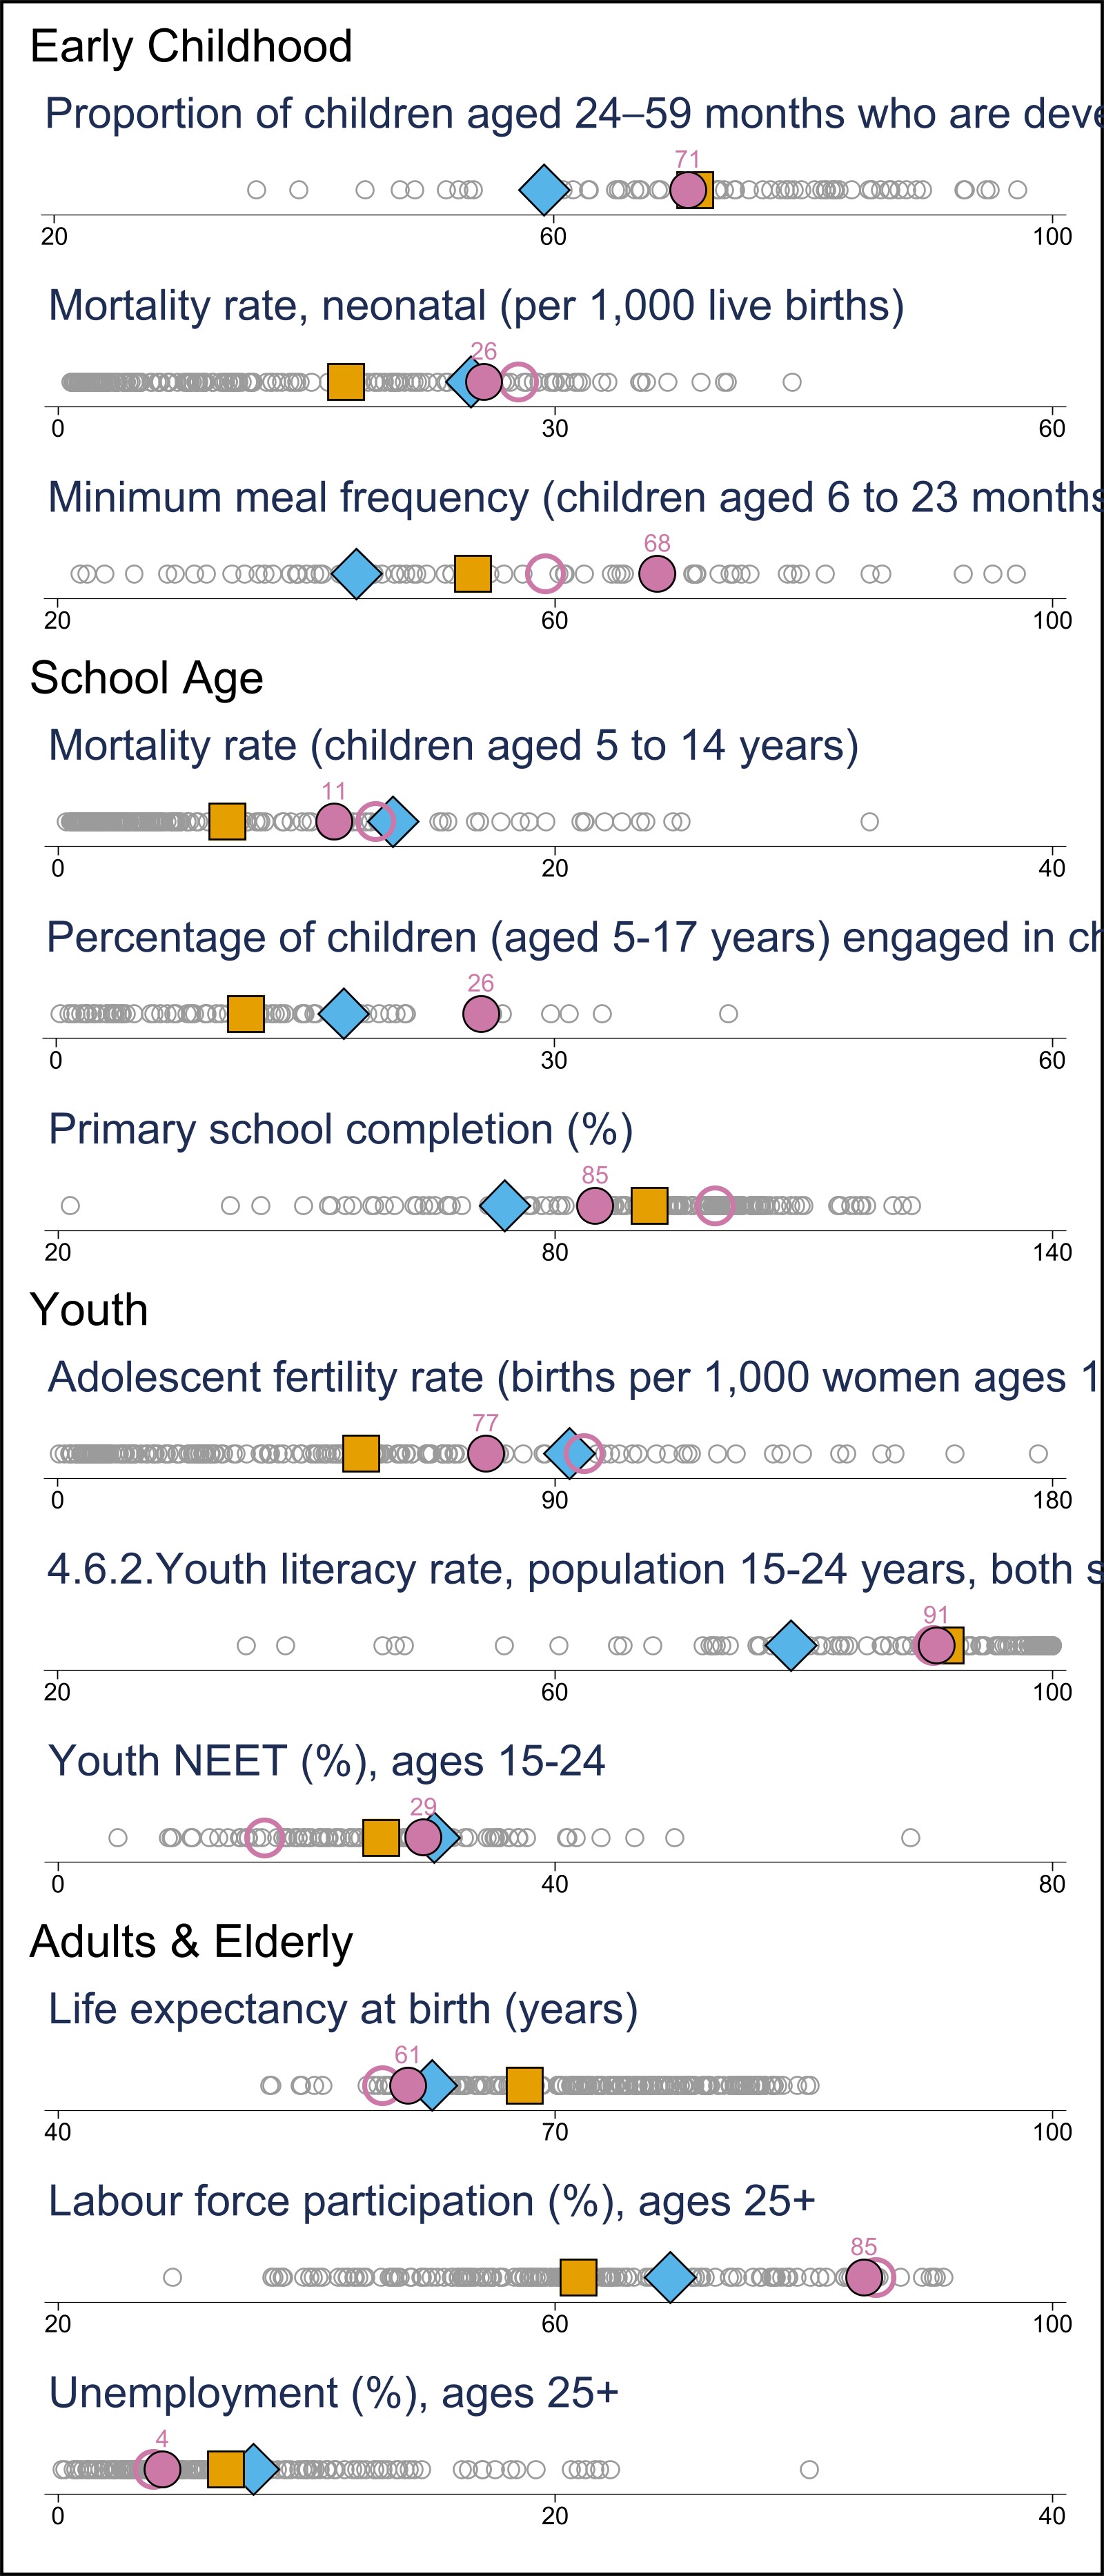 Early Childhood
Proportion of children aged 24–59 months who are deve
71
20 60 100
Mortality rate, neonatal (per 1,000 live births)
26
0 30 60
Minimum meal frequency (children aged 6 to 23 months
68
20 60 100
School Age
Mortality rate (children aged 5 to 14 years)
11
0 20 40
Percentage of children (aged 5-17 years) engaged in ch
26
0 30 60
Primary school completion (%)
85
20 80 140
Youth
Adolescent fertility rate (births per 1,000 women ages 1
77
0 90 180
4.6.2.Youth literacy rate, population 15-24 years, both s
91
20 60 100
Youth NEET (%), ages 15-24
29
0 40 80
Adults & Elderly
Life expectancy at birth (years)
61
40 70 100
Labour force participation (%), ages 25+
85
20 60 100
Unemployment (%), ages 25+
4
0 20 40